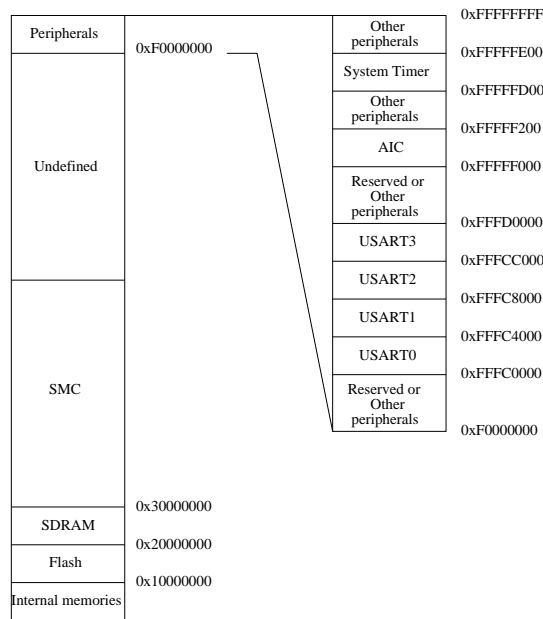 Peripherals
0xF0000000
Undefined
SMC
0x30000000
SDRAM
0x20000000
Flash
0x10000000
Internal memories
0xFFFFFFFF
Other
peripherals
0xFFFFFE00
System Timer
0xFFFFFD00
Other
peripherals
0xFFFFF200
AIC
0xFFFFF000
Reserved or
Other
peripherals
0xFFFD0000
USART3
0xFFFCC000
USART2
0xFFFC8000
USART1
0xFFFC4000
USART0
0xFFFC0000
Reserved or
Other
peripherals
0xF0000000